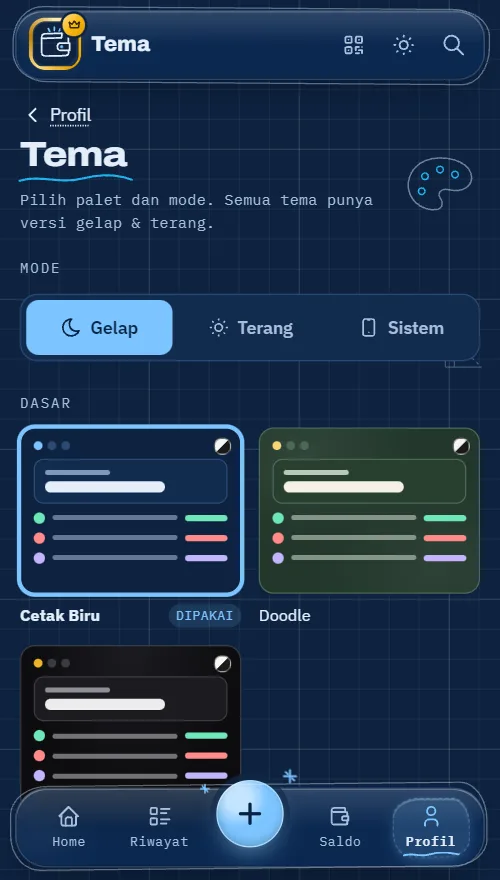 Tema
Profil
Tema
Pilih palet dan mode. Semua tema punya
versi gelap & terang.
MODE
Gelap
Terang
Sistem
DASAR
Cetak Biru
DIPAKAI
Doodle
Home
Riwayat
Saldo
Profil